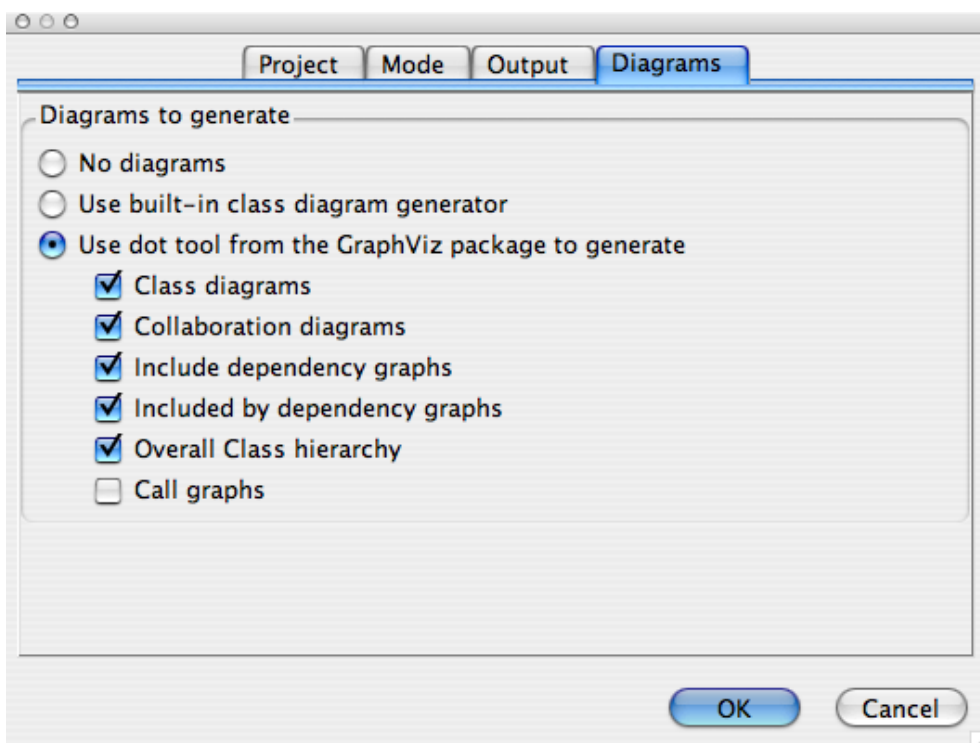 Project Mode Output Diagrams
Diagrams to generate
No diagrams
Use built-in class diagram generator
Use dot tool from the GraphViz package to generate
Class diagrams
Collaboration diagrams
Include dependency graphs
Included by dependency graphs
Overall Class hierarchy
Call graphs
OK Cancel